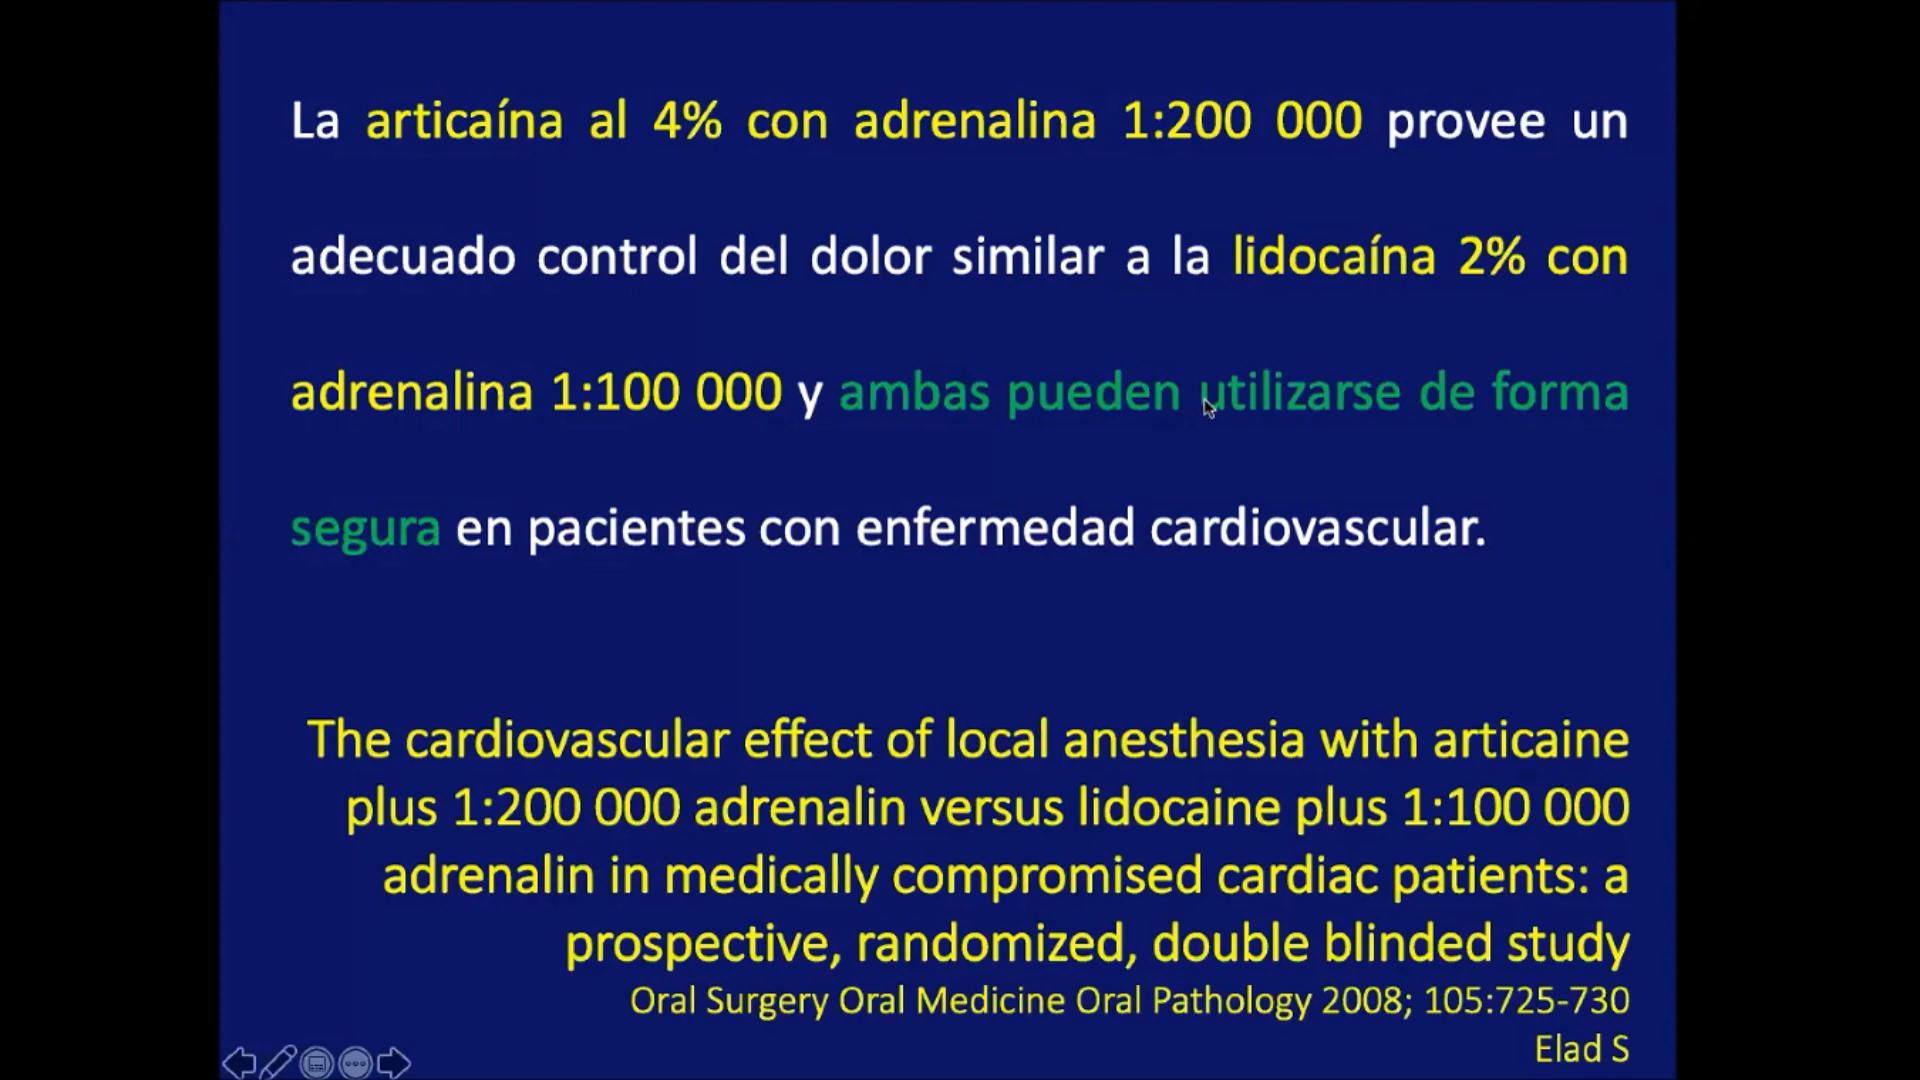 La articaína al 4% con adrenalina 1:200 000 provee un
adecuado control del dolor similar a la lidocaína 2% con
adrenalina 1:100 000 y ambas pueden utilizarse de forma
segura en pacientes con enfermedad cardiovascular.
The cardiovascular effect of local anesthesia with articaine
plus 1:200 000 adrenalin versus lidocaine plus 1:100 000
adrenalin in medically compromised cardiac patients: a
prospective, randomized, double blinded study
Oral Surgery Oral Medicine Oral Pathology 2008; 105:725-730
Elad S